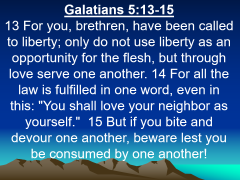 Galatians 5:13-15
13 For you, brethren, have been called
to liberty; only do not use liberty as an
opportunity for the flesh, but through
love serve one another. 14 For all the
law is fulfilled in one word, even in
this: "You shall love your neighbor as
yourself."  15 But if you bite and
devour one another, beware lest you
be consumed by one another!